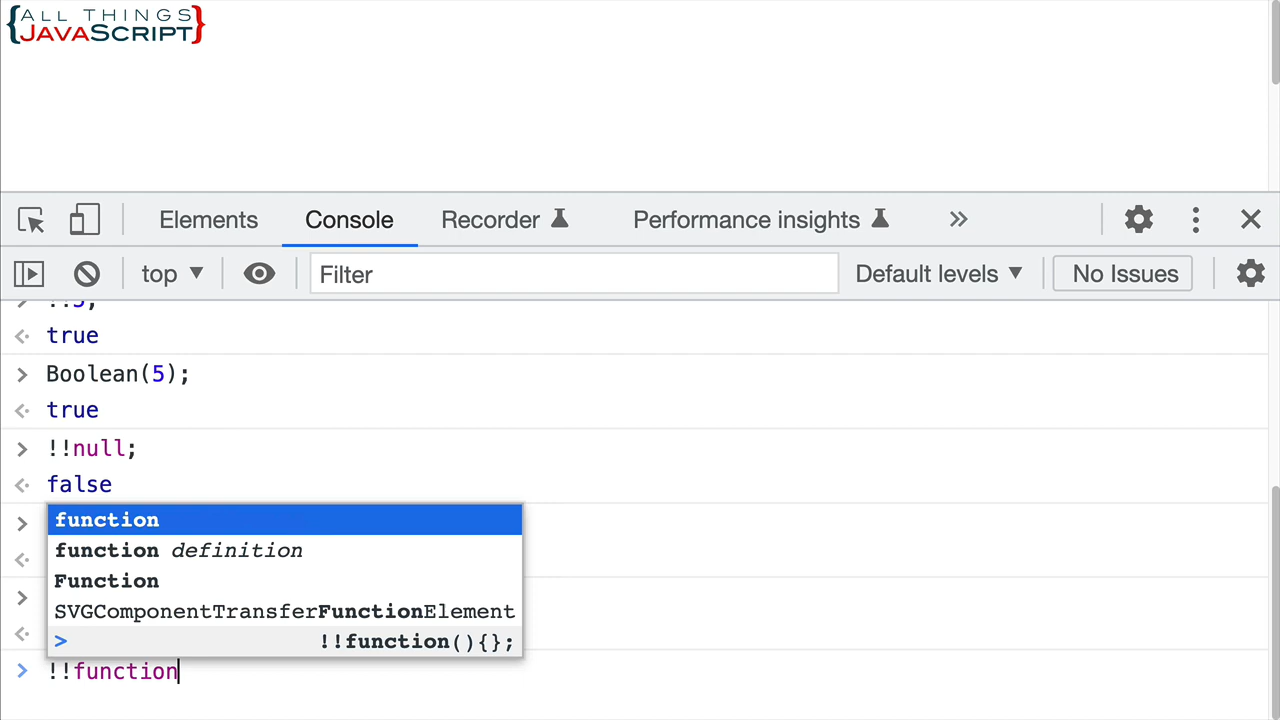 {ALL THINGS
JAVASCRIPT}
Elements Console Recorder Performance insights »
top ▼ Filter Default levels ▼ No Issues
> !!5;
true
> Boolean(5);
true
> !!null;
false
function
function definition
Function
SVGComponentTransferFunctionElement
> !!function(){};
> !!function